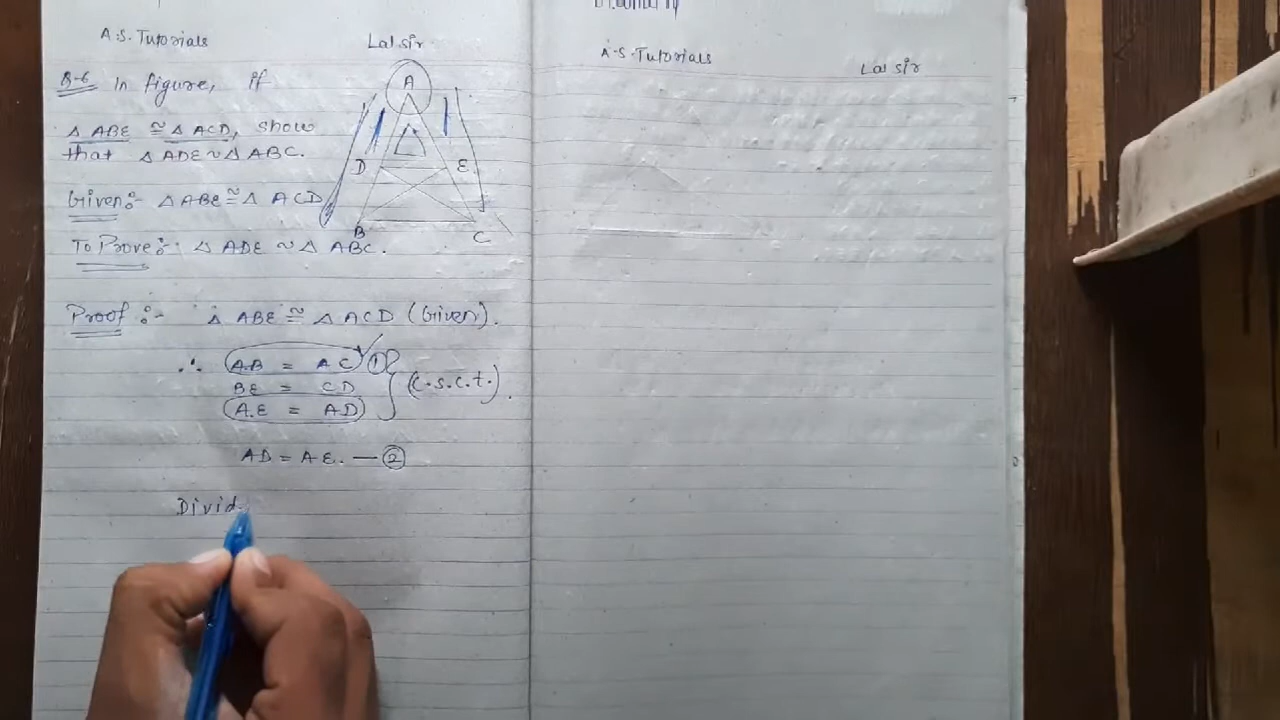 A.S. Tutorials Lal sir
Q-6 In figure, if
△ ABE ≅ △ ACD, show
that △ ADE ~ △ ABC.
Given:- △ ABE ≅ △ ACD
To Prove:- △ ADE ~ △ ABC.
A
D E
B C
Proof :- △ ABE ≅ △ ACD (Given).
∴ AB = AC ①
BE = CD (C.s.c.t.).
A.E = AD
AD = AE. — ②
Divid
A.S. Tutorials Lal sir